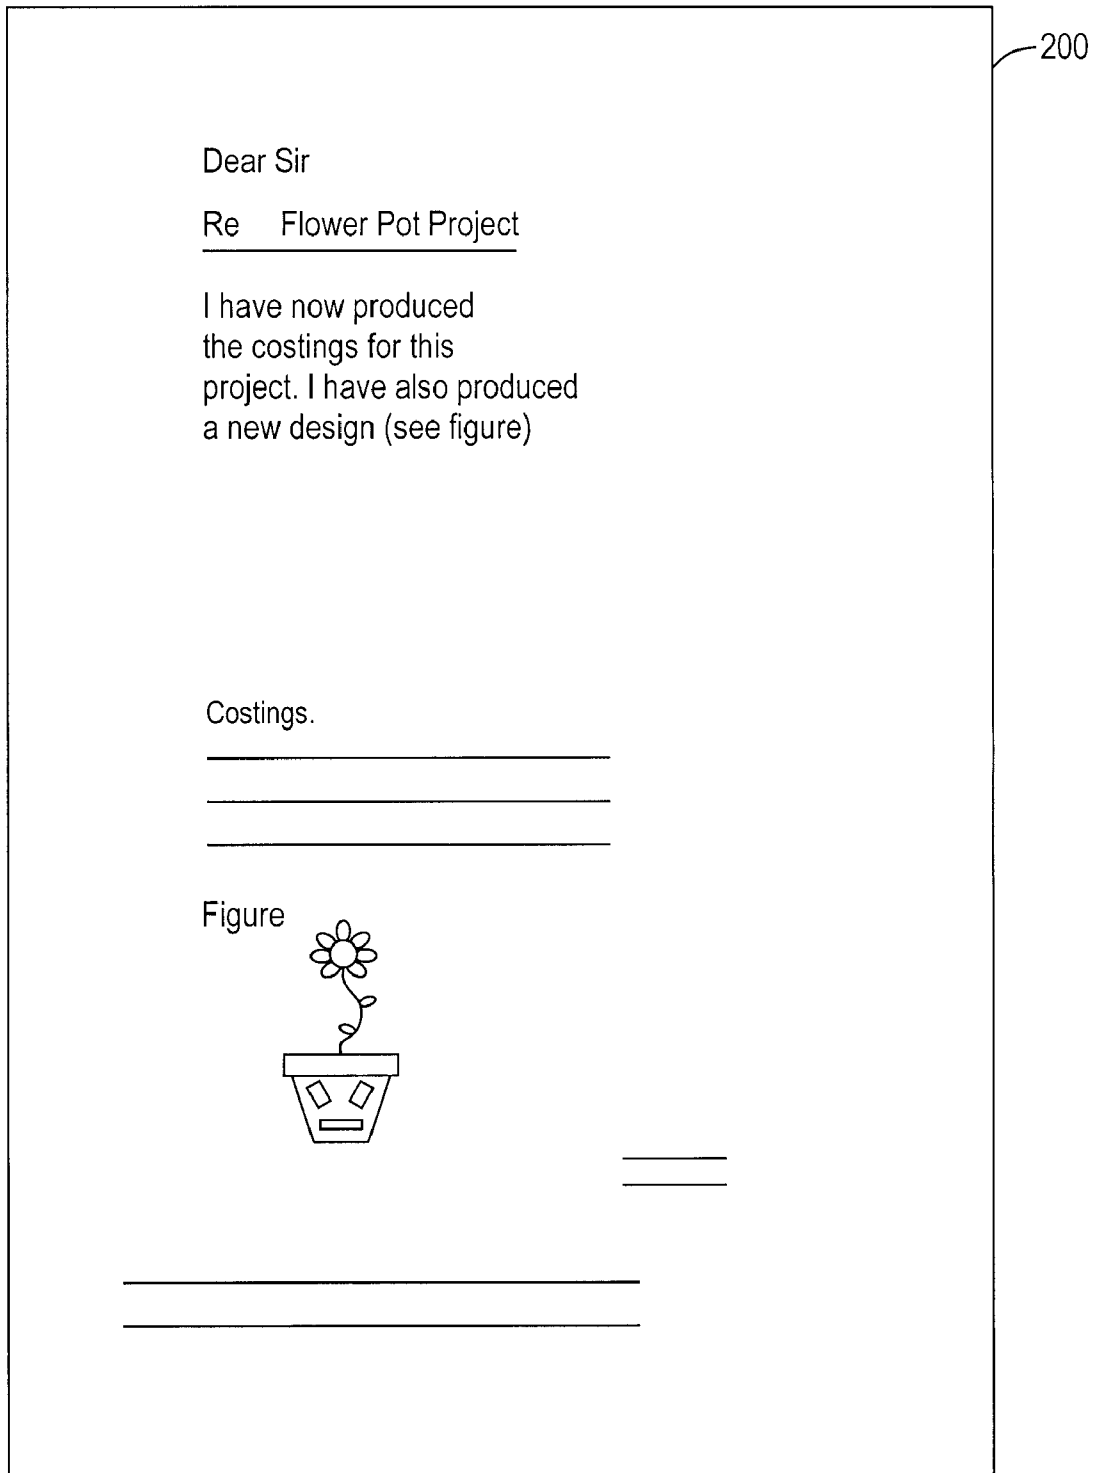 200
Dear Sir
Re Flower Pot Project
I have now produced
the costings for this
project. I have also produced
a new design (see figure)
Costings.
Figure